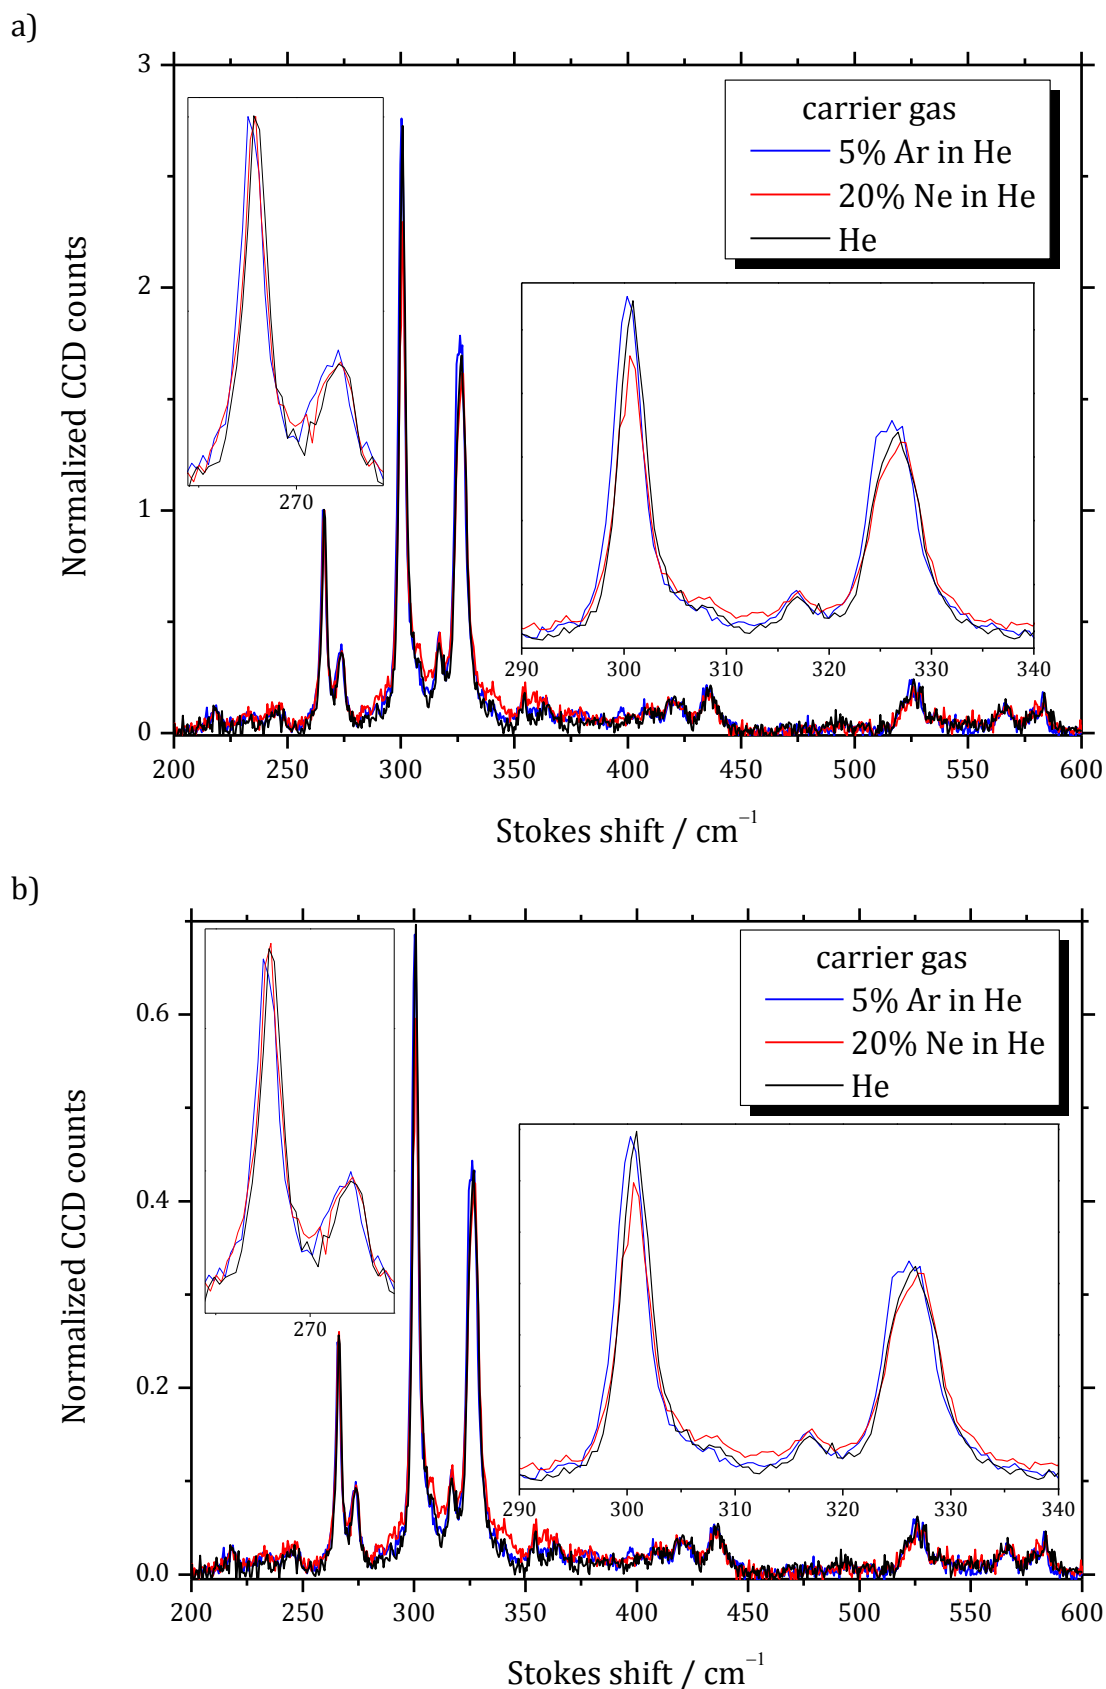 a)
3
2
1
0
Normalized CCD counts
carrier gas
5% Ar in He
20% Ne in He
He
270
290 300 310 320 330 340
200 250 300 350 400 450 500 550 600
Stokes shift / cm⁻¹
b)
0.6
0.4
0.2
0.0
Normalized CCD counts
carrier gas
5% Ar in He
20% Ne in He
He
270
290 300 310 320 330 340
200 250 300 350 400 450 500 550 600
Stokes shift / cm⁻¹